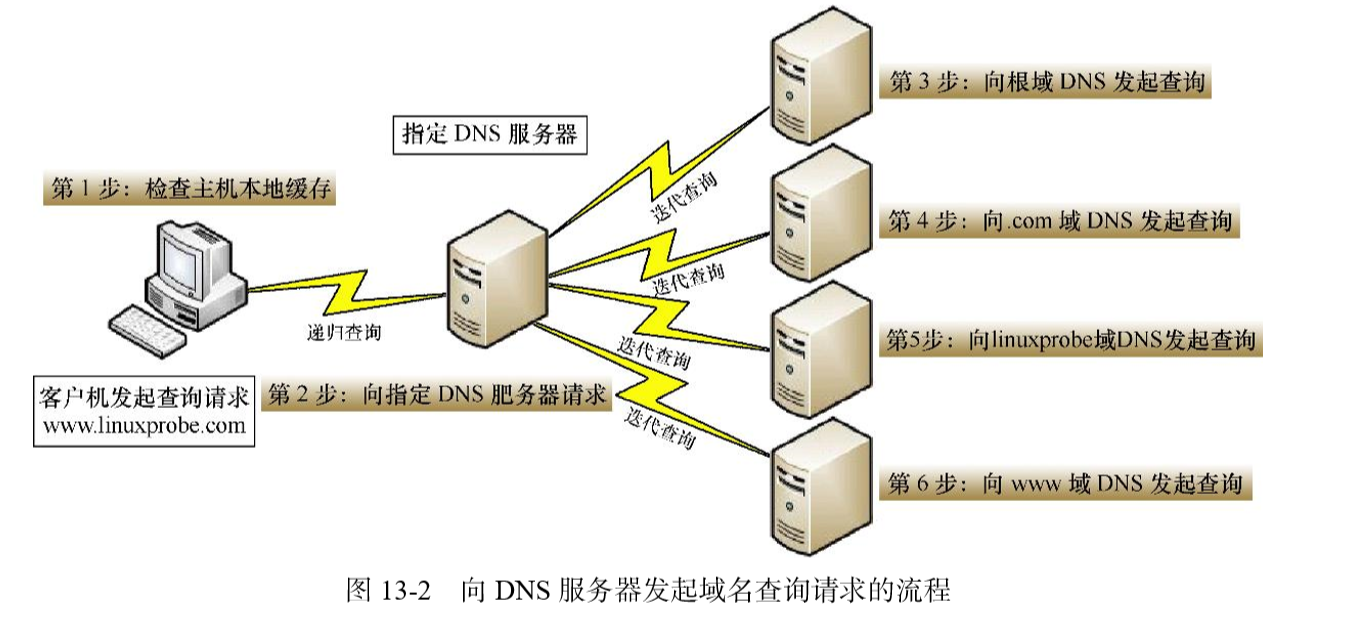 指定 DNS 服务器
第 1 步：检查主机本地缓存
递归查询
客户机发起查询请求
www.linuxprobe.com
第 2 步：向指定 DNS 肥务器请求
迭代查询
迭代查询
迭代查询
迭代查询
第 3 步：向根域 DNS 发起查询
第 4 步：向.com 域 DNS 发起查询
第5步：向linuxprobe域DNS发起查询
第 6 步：向 www 域 DNS 发起查询
图 13-2 向 DNS 服务器发起域名查询请求的流程